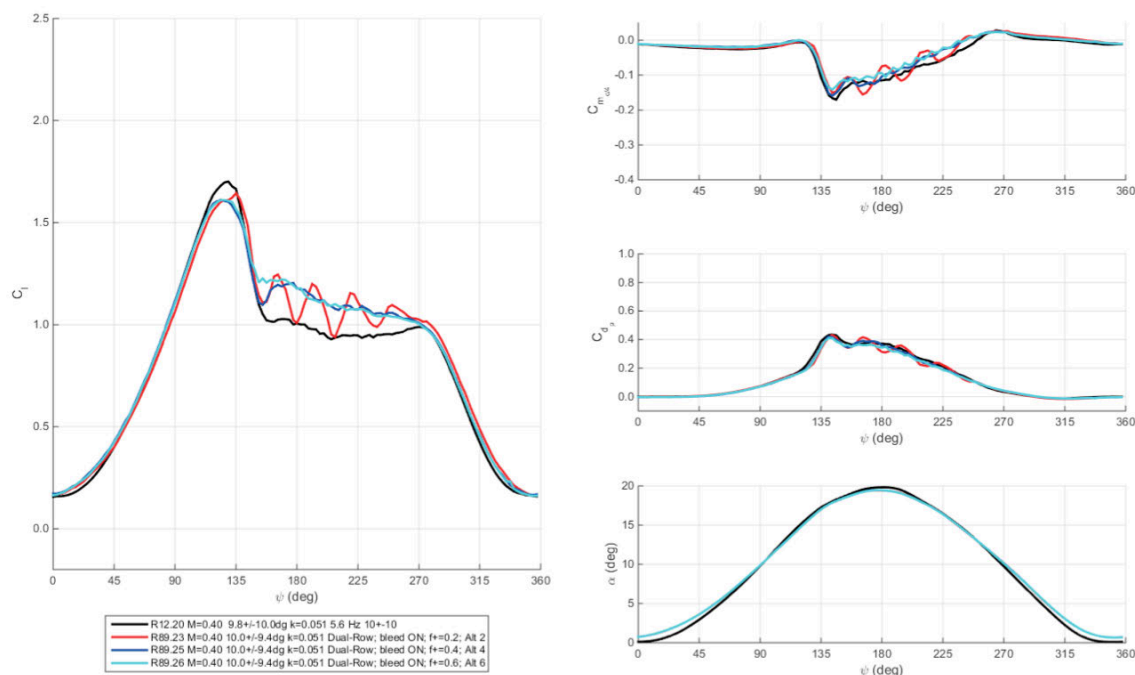 2.5
2.0
1.5
1.0
0.5
0.0
C_l
0 45 90 135 180 225 270 315 360
ψ (deg)
R12.20 M=0.40 9.8+/-10.0dg k=0.051 5.6 Hz 10+-10
R89.23 M=0.40 10.0+/-9.4dg k=0.051 Dual-Row; bleed ON; f+=0.2; Alt 2
R89.25 M=0.40 10.0+/-9.4dg k=0.051 Dual-Row; bleed ON; f+=0.4; Alt 4
R89.26 M=0.40 10.0+/-9.4dg k=0.051 Dual-Row; bleed ON; f+=0.6; Alt 6
0.0
-0.1
-0.2
-0.3
-0.4
C_m_c/4
0 45 90 135 180 225 270 315 360
ψ (deg)
1.0
0.8
0.6
0.4
0.2
0.0
C_d_p
0 45 90 135 180 225 270 315 360
ψ (deg)
20
15
10
5
0
α (deg)
0 45 90 135 180 225 270 315 360
ψ (deg)